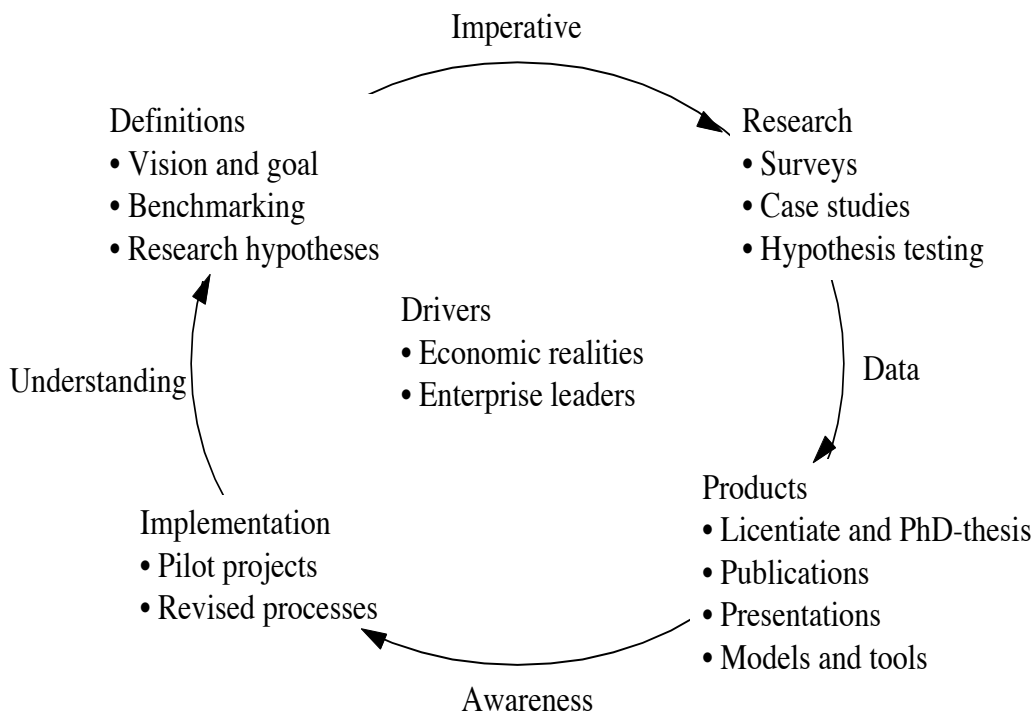 Imperative
Definitions
• Vision and goal
• Benchmarking
• Research hypotheses
Research
• Surveys
• Case studies
• Hypothesis testing
Drivers
• Economic realities
• Enterprise leaders
Understanding
Data
Implementation
• Pilot projects
• Revised processes
Products
• Licentiate and PhD-thesis
• Publications
• Presentations
• Models and tools
Awareness